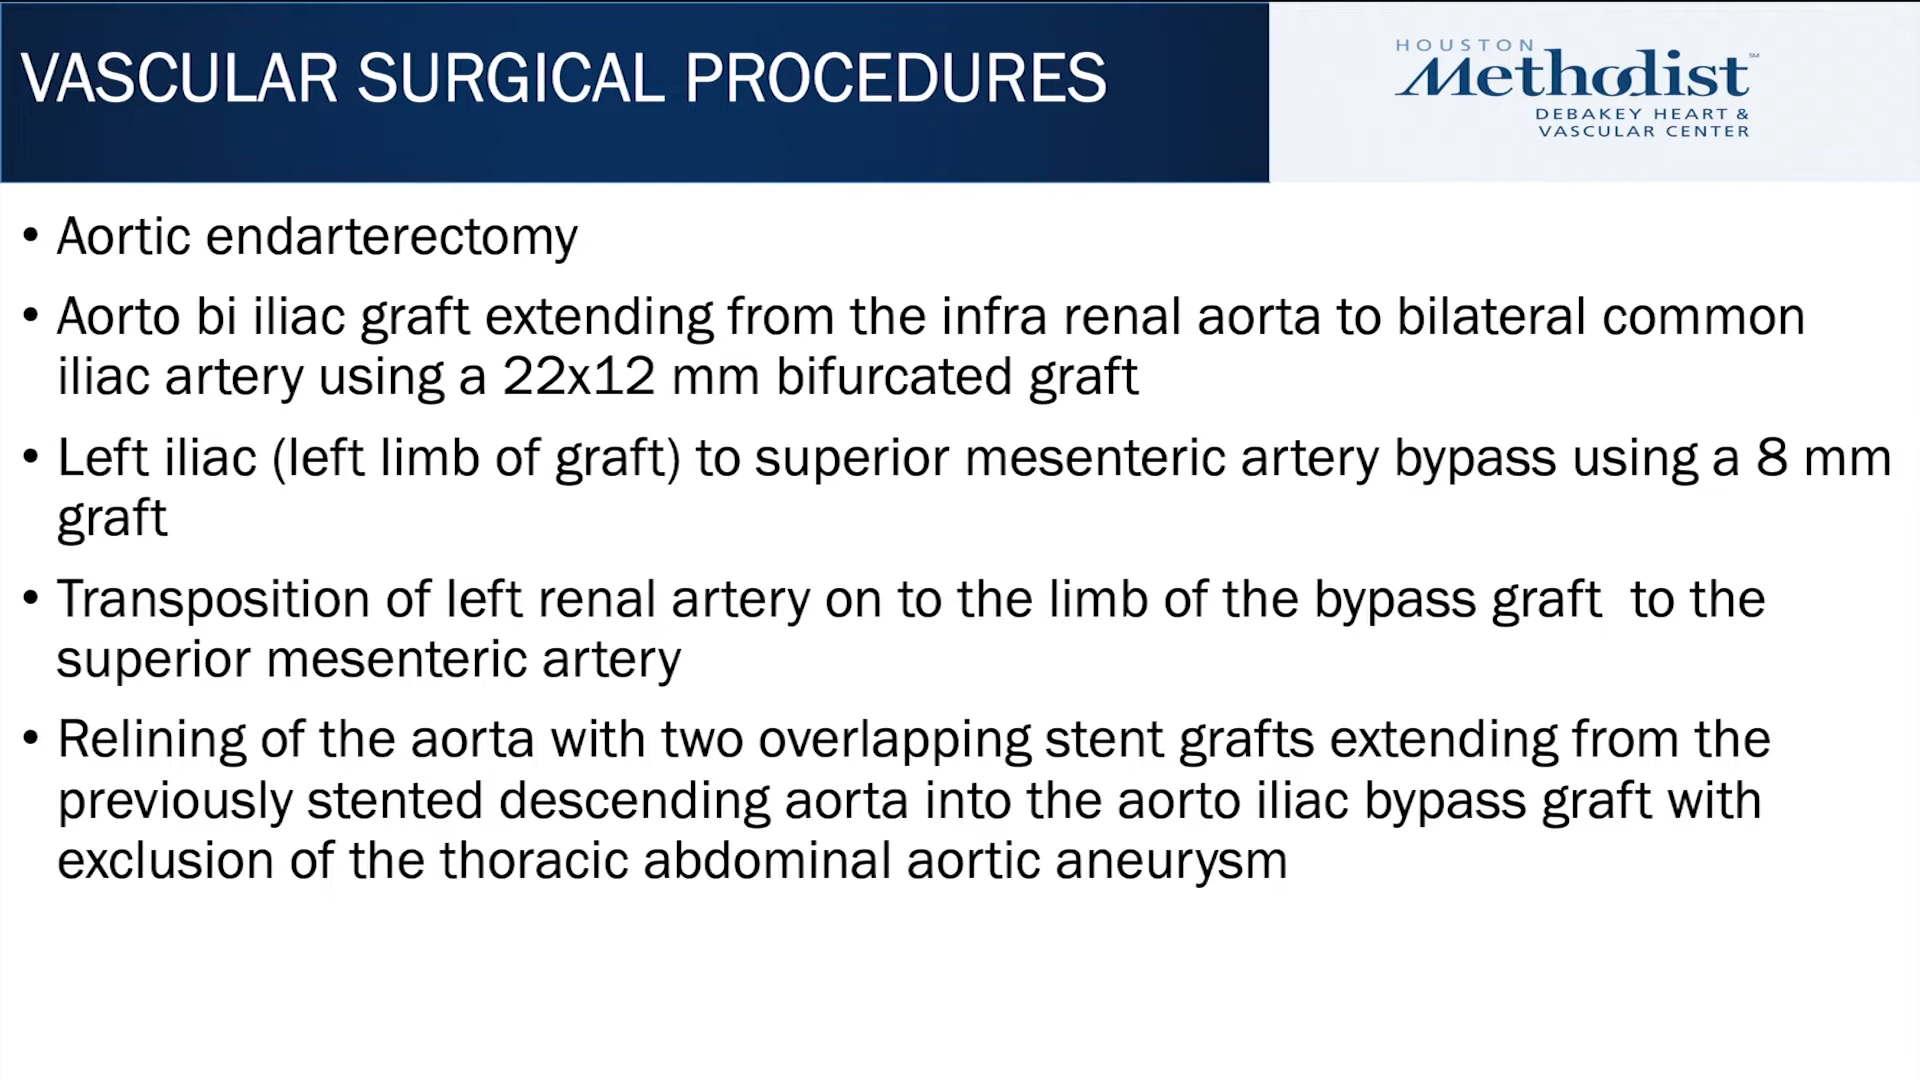 VASCULAR SURGICAL PROCEDURES
HOUSTON
Methodist℠
DEBAKEY HEART &
VASCULAR CENTER
• Aortic endarterectomy
• Aorto bi iliac graft extending from the infra renal aorta to bilateral common
iliac artery using a 22x12 mm bifurcated graft
• Left iliac (left limb of graft) to superior mesenteric artery bypass using a 8 mm
graft
• Transposition of left renal artery on to the limb of the bypass graft  to the
superior mesenteric artery
• Relining of the aorta with two overlapping stent grafts extending from the
previously stented descending aorta into the aorto iliac bypass graft with
exclusion of the thoracic abdominal aortic aneurysm